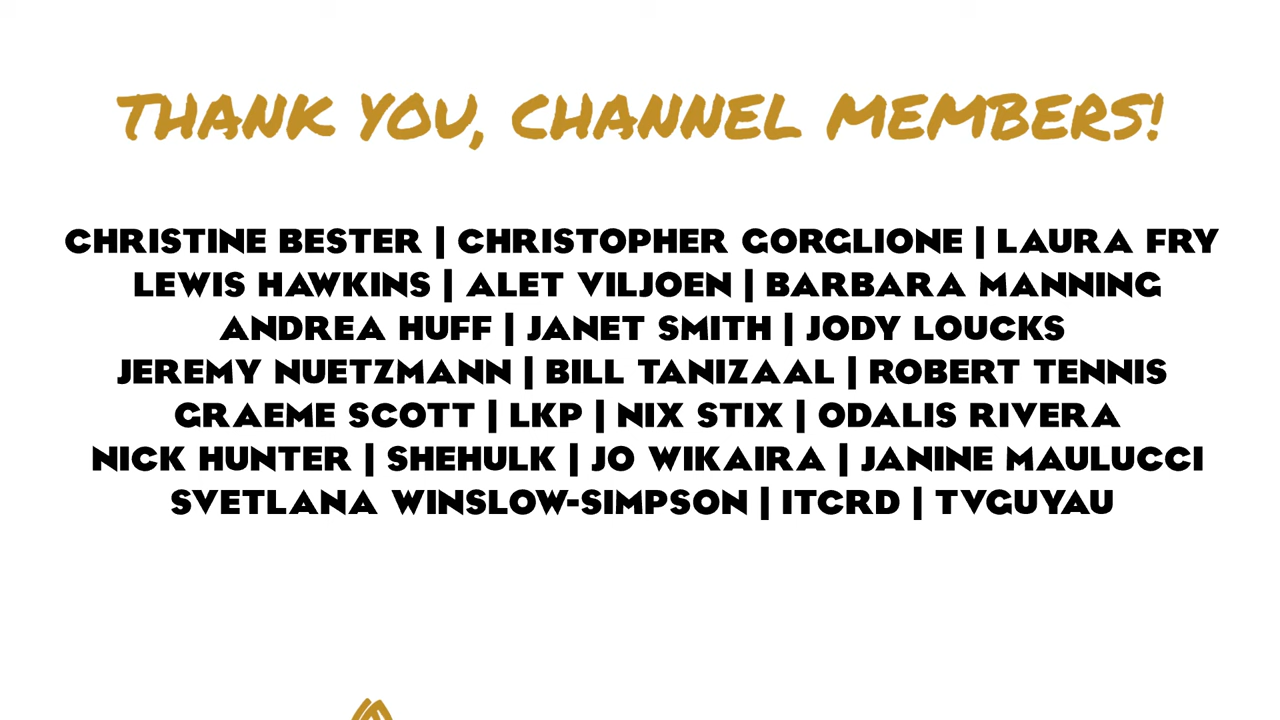 THANK YOU, CHANNEL MEMBERS!
CHRISTINE BESTER | CHRISTOPHER GORGLIONE | LAURA FRY
LEWIS HAWKINS | ALET VILJOEN | BARBARA MANNING
ANDREA HUFF | JANET SMITH | JODY LOUCKS
JEREMY NUETZMANN | BILL TANIZAAL | ROBERT TENNIS
GRAEME SCOTT | LKP | NIX STIX | ODALIS RIVERA
NICK HUNTER | SHEHULK | JO WIKAIRA | JANINE MAULUCCI
SVETLANA WINSLOW-SIMPSON | ITCRD | TVGUYAU